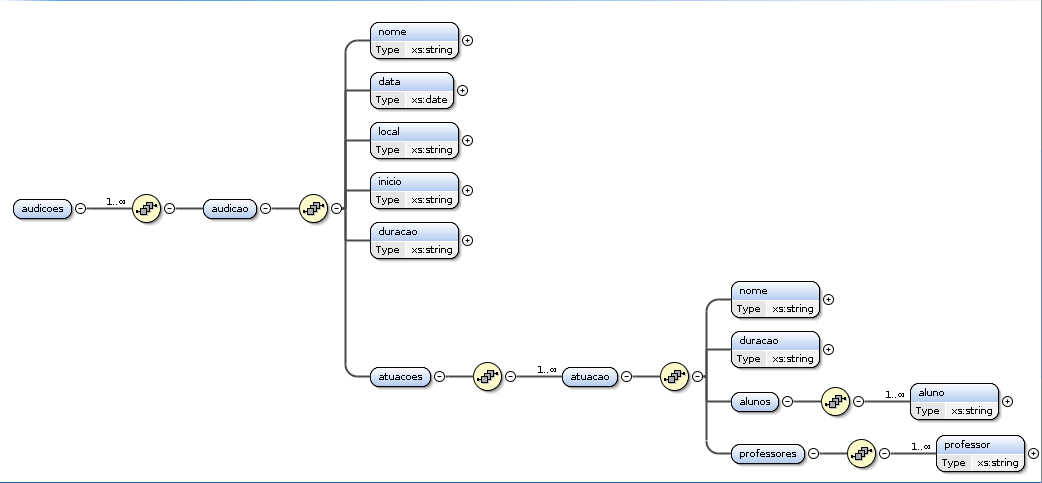 nome
Type xs:string
data
Type xs:date
local
Type xs:string
inicio
Type xs:string
audicoes 1..∞ audicao
duracao
Type xs:string
nome
Type xs:string
duracao
Type xs:string
atuacoes 1..∞ atuacao
alunos 1..∞ aluno
Type xs:string
professores 1..∞ professor
Type xs:string